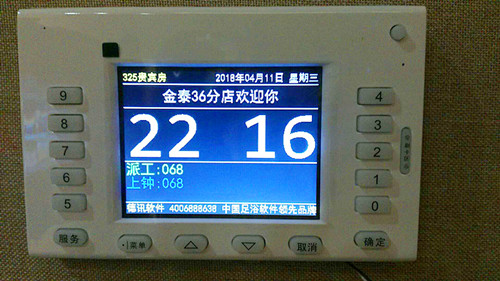 325贵宾房 2018年04月11日 星期三
金泰36分店欢迎你
22 16
派工:068
上钟:068
德讯软件 4006888638 中国足浴软件领先品牌
9 4
8 3
7 2
6 1
5 0
服务 菜单 取消 确定